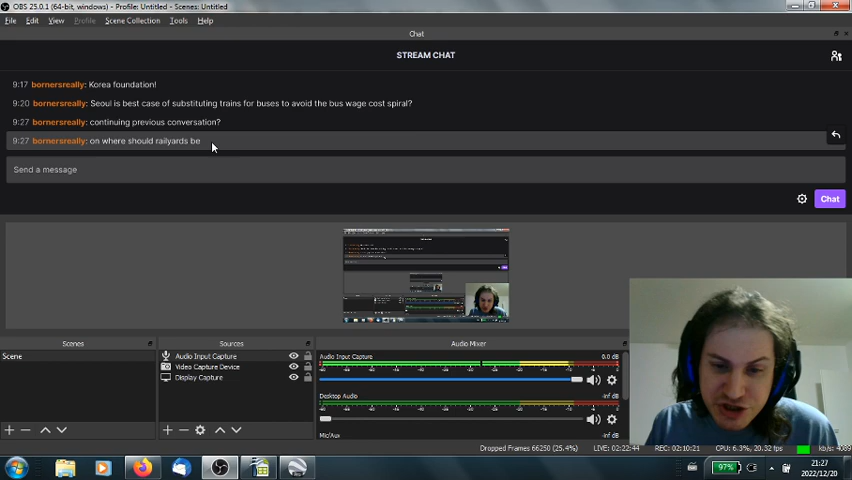 OBS 25.0.1 (64-bit, windows) - Profile: Untitled - Scenes: Untitled
File Edit View Profile Scene Collection Tools Help
Chat
STREAM CHAT
9:17 bornersreally: Korea foundation!
9:20 bornersreally: Seoul is best case of substituting trains for buses to avoid the bus wage cost spiral?
9:27 bornersreally: continuing previous conversation?
9:27 bornersreally: on where should railyards be
Send a message
Chat
Scenes
Sources
Audio Mixer
Scene
Audio Input Capture
Video Capture Device
Display Capture
Audio Input Capture 0.0 dB
Desktop Audio -inf dB
Mic/Aux -inf dB
Dropped Frames 66250 (25.4%) LIVE: 02:22:44 REC: 02:10:21 CPU: 6.3%, 20.32 fps kb/s: 4089
97%
21:27
2022/12/20